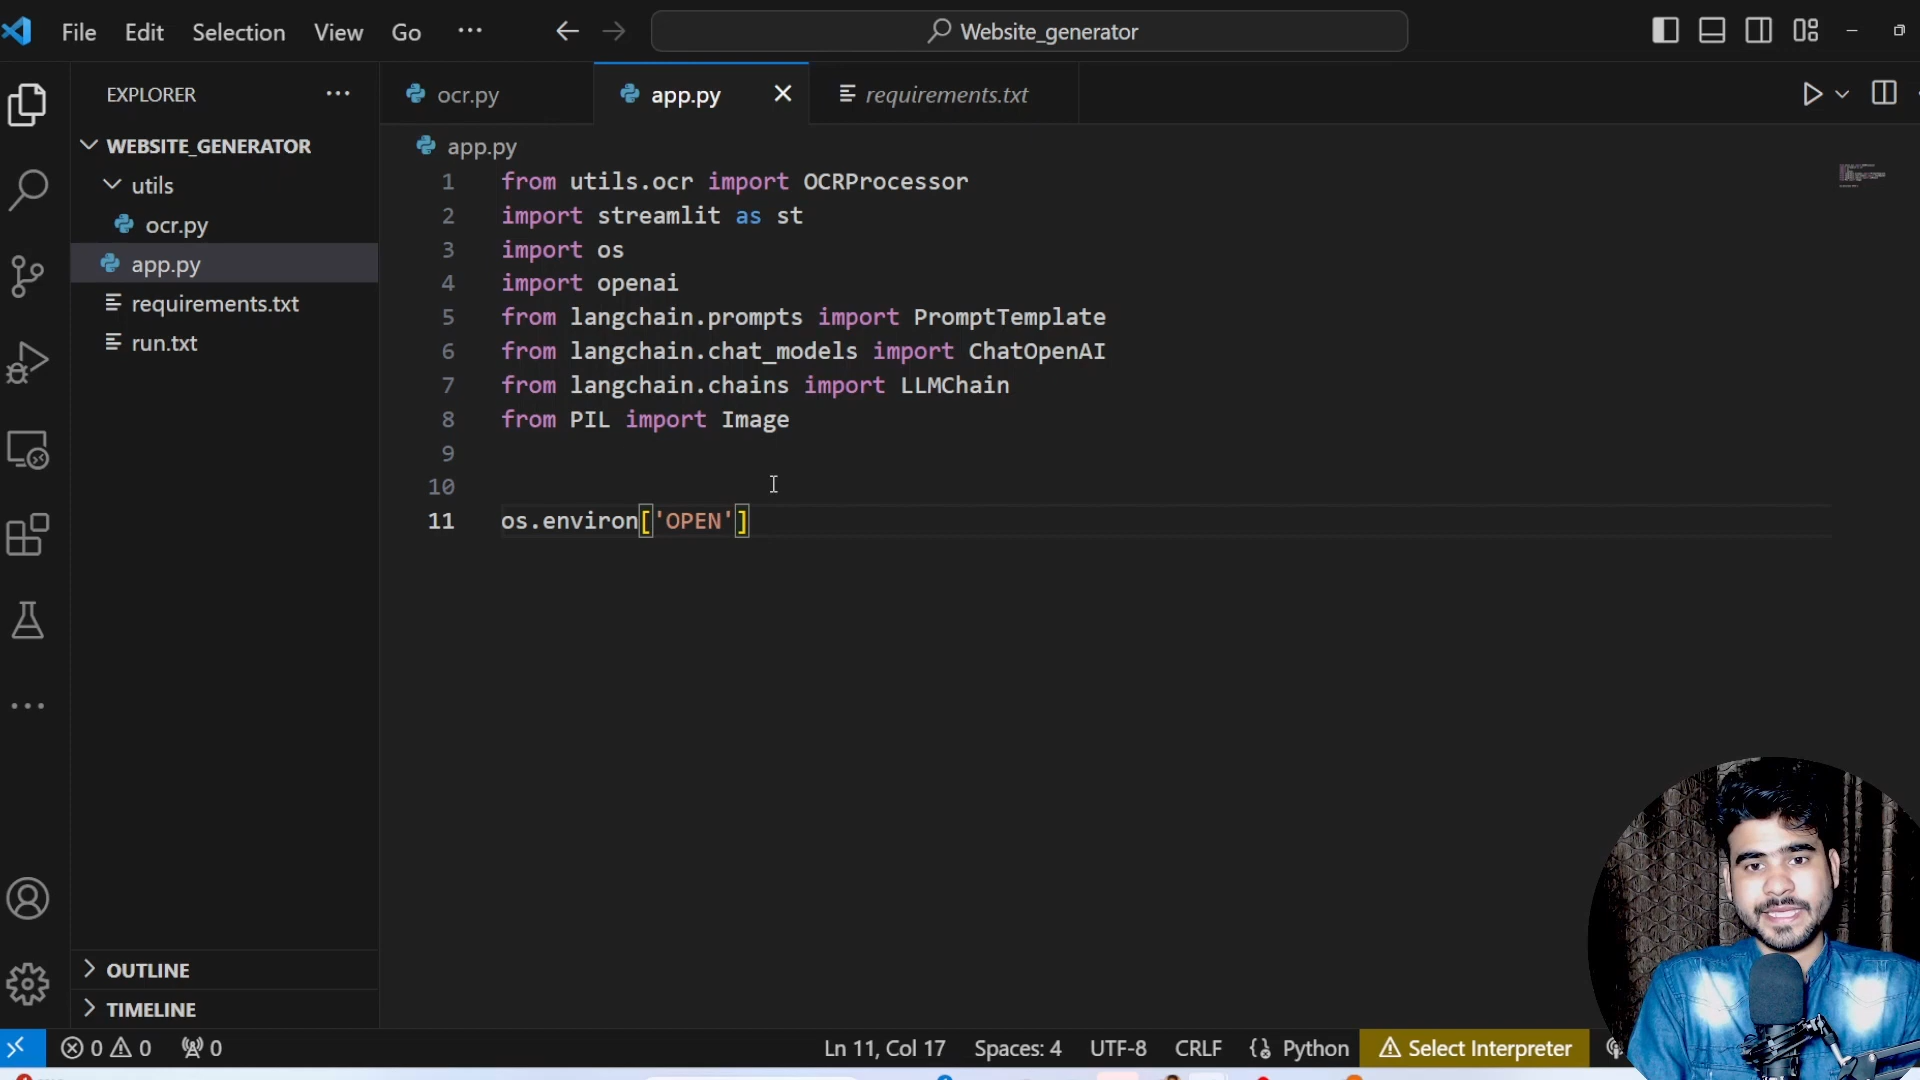 File Edit Selection View Go ... Website_generator
EXPLORER ...
ocr.py app.py requirements.txt
WEBSITE_GENERATOR
utils
ocr.py
app.py
requirements.txt
run.txt
app.py
1 from utils.ocr import OCRProcessor
2 import streamlit as st
3 import os
4 import openai
5 from langchain.prompts import PromptTemplate
6 from langchain.chat_models import ChatOpenAI
7 from langchain.chains import LLMChain
8 from PIL import Image
9
10
11 os.environ['OPEN']
OUTLINE
TIMELINE
0 0 0 Ln 11, Col 17 Spaces: 4 UTF-8 CRLF Python Select Interpreter